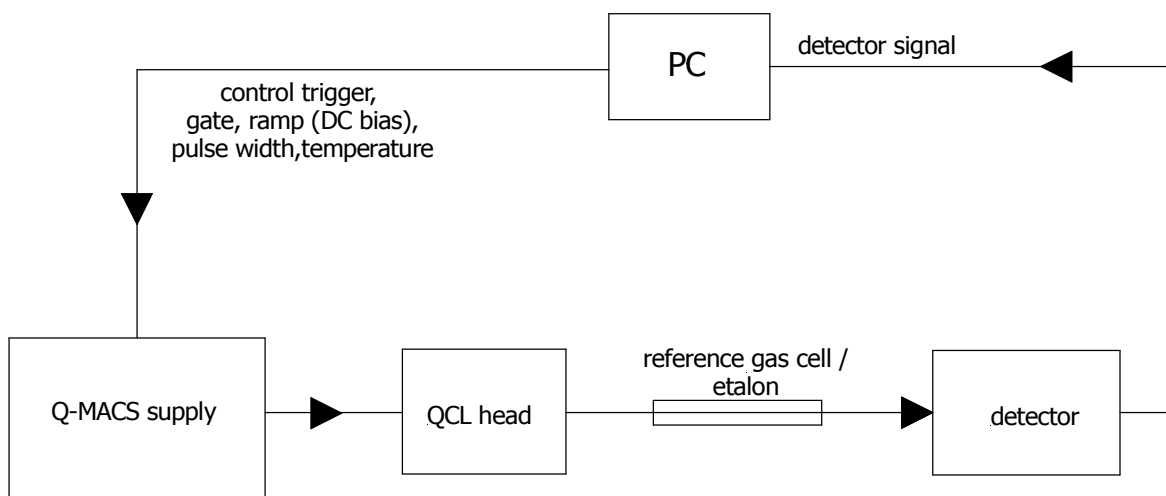 PC
detector signal
control trigger,
gate, ramp (DC bias),
pulse width,temperature
reference gas cell /
etalon
Q-MACS supply
QCL head
detector